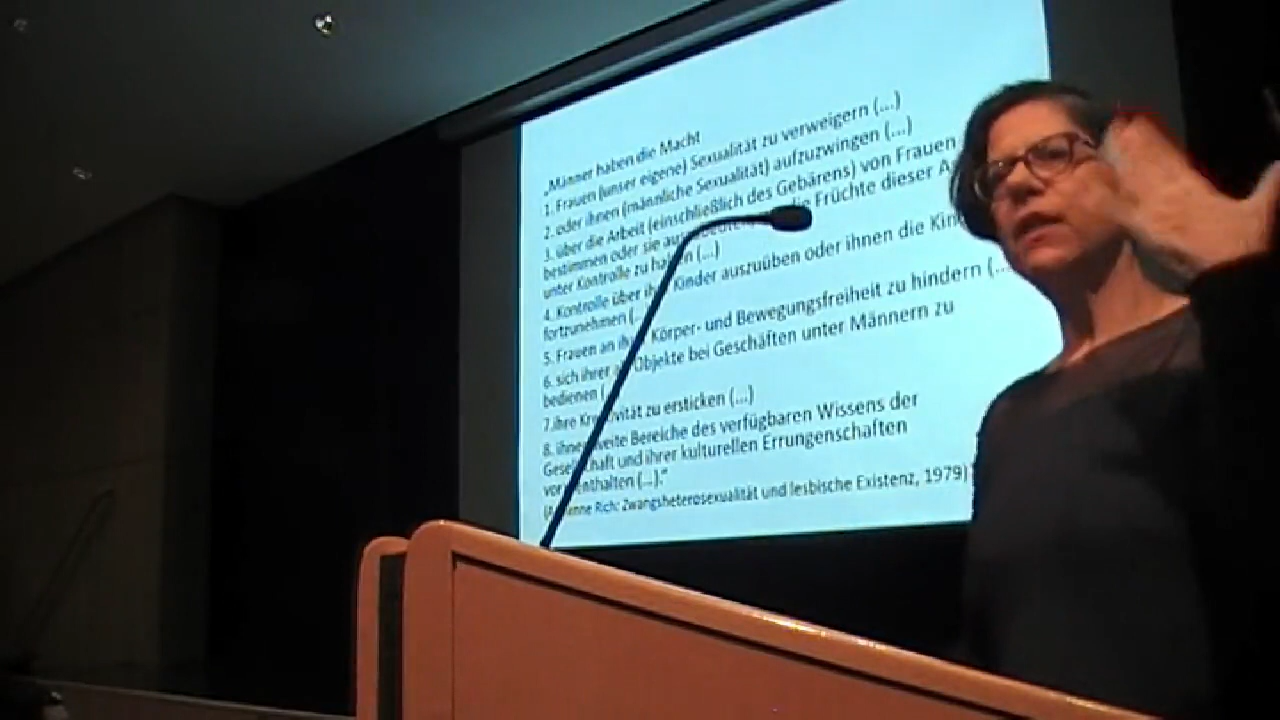 „Männer haben die Macht
1. Frauen (unser eigene) Sexualität zu verweigern (...)
2. oder ihnen (männliche Sexualität) aufzuzwingen (...)
3. über die Arbeit (einschließlich des Gebärens) von Frauen
bestimmen oder sie die Früchte dieser
unter Kontrolle zu (...)
4. Kontrolle über Kinder auszuüben oder ihnen die
fortzunehmen (...
5. Frauen an Körper- und Bewegungsfreiheit zu hindern (...
6. sich ihrer Objekte bei Geschäften unter Männern zu
bedienen (
7. ihre zu ersticken (...)
8. weite Bereiche des verfügbaren Wissens der
und ihrer kulturellen Errungenschaften
(...)."
Rich: Zwangsheterosexualität und lesbische Existenz, 1979)